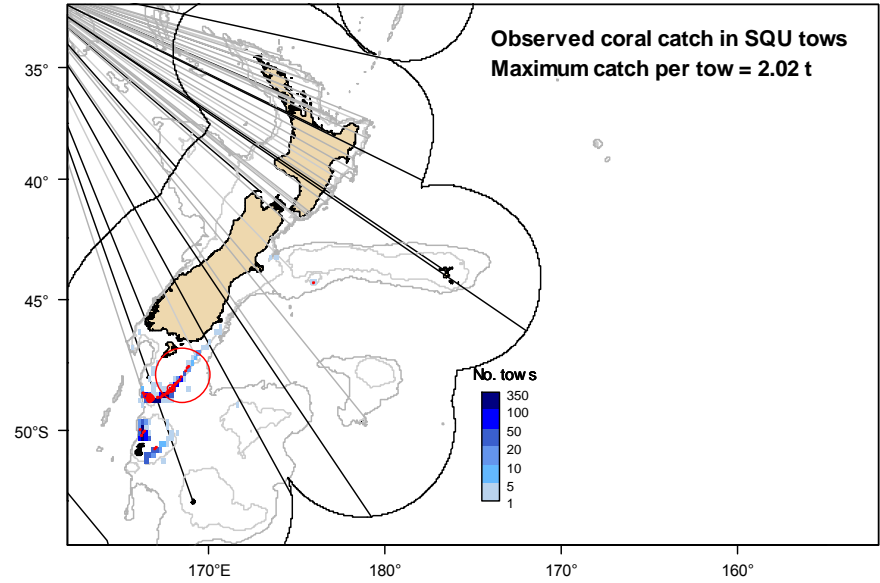 Observed coral catch in SQU tows
Maximum catch per tow = 2.02 t
35°
40°
45°
50°S
No. tows
350
100
50
20
10
5
1
170°E
180°
170°
160°